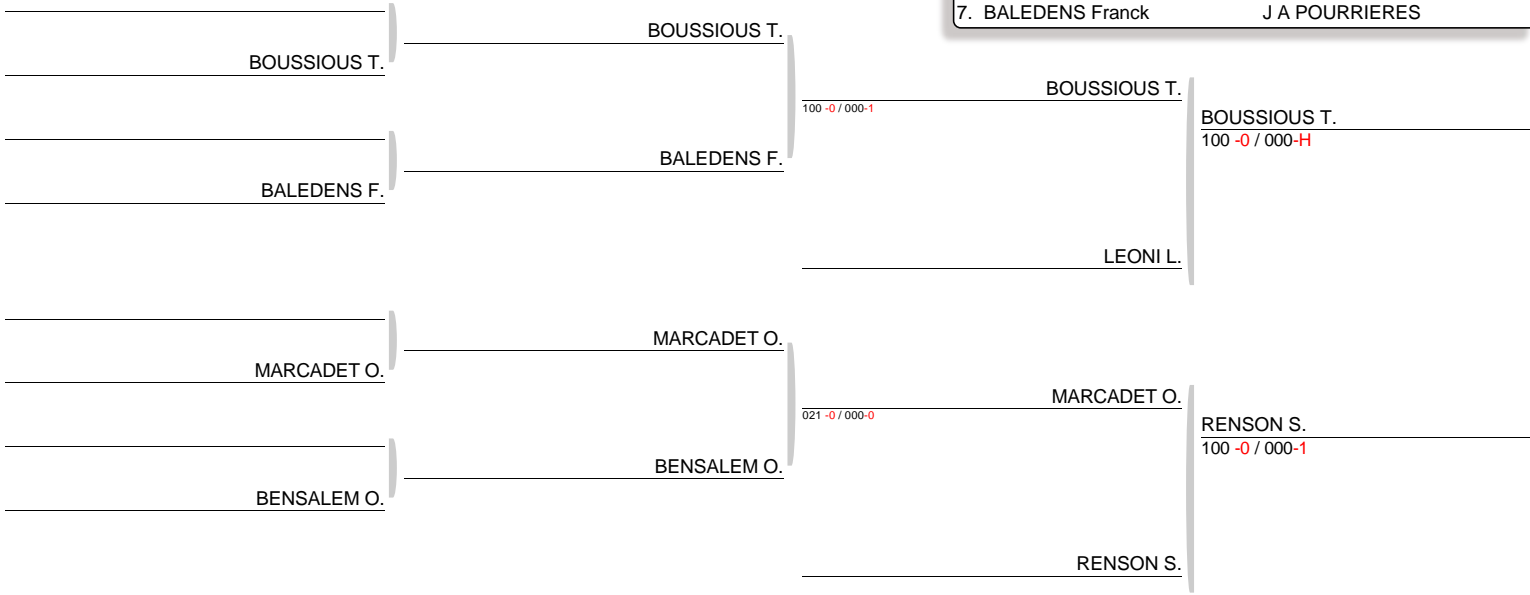 7. BALEDENS Franck J A POURRIERES
BOUSSIOUS T.
BOUSSIOUS T.
BOUSSIOUS T.
100 -0 / 000-1
BOUSSIOUS T.
100 -0 / 000-H
BALEDENS F.
BALEDENS F.
LEONI L.
MARCADET O.
MARCADET O.
MARCADET O.
021 -0 / 000-0
RENSON S.
100 -0 / 000-1
BENSALEM O.
BENSALEM O.
RENSON S.